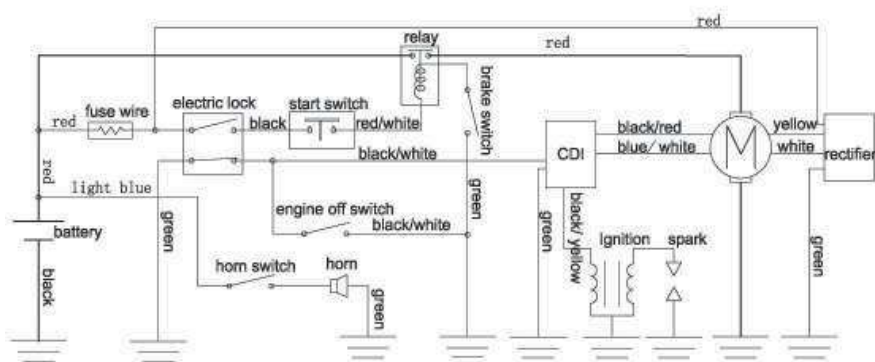 red
relay
red
fuse wire
electric lock
start switch
brake switch
red
black
red/white
black/red
yellow
CDI
M
rectifier
black/white
blue/ white
white
red
light blue
green
engine off switch
black/white
green
green
black/ yellow
Ignition
spark
green
battery
horn switch
horn
black
green